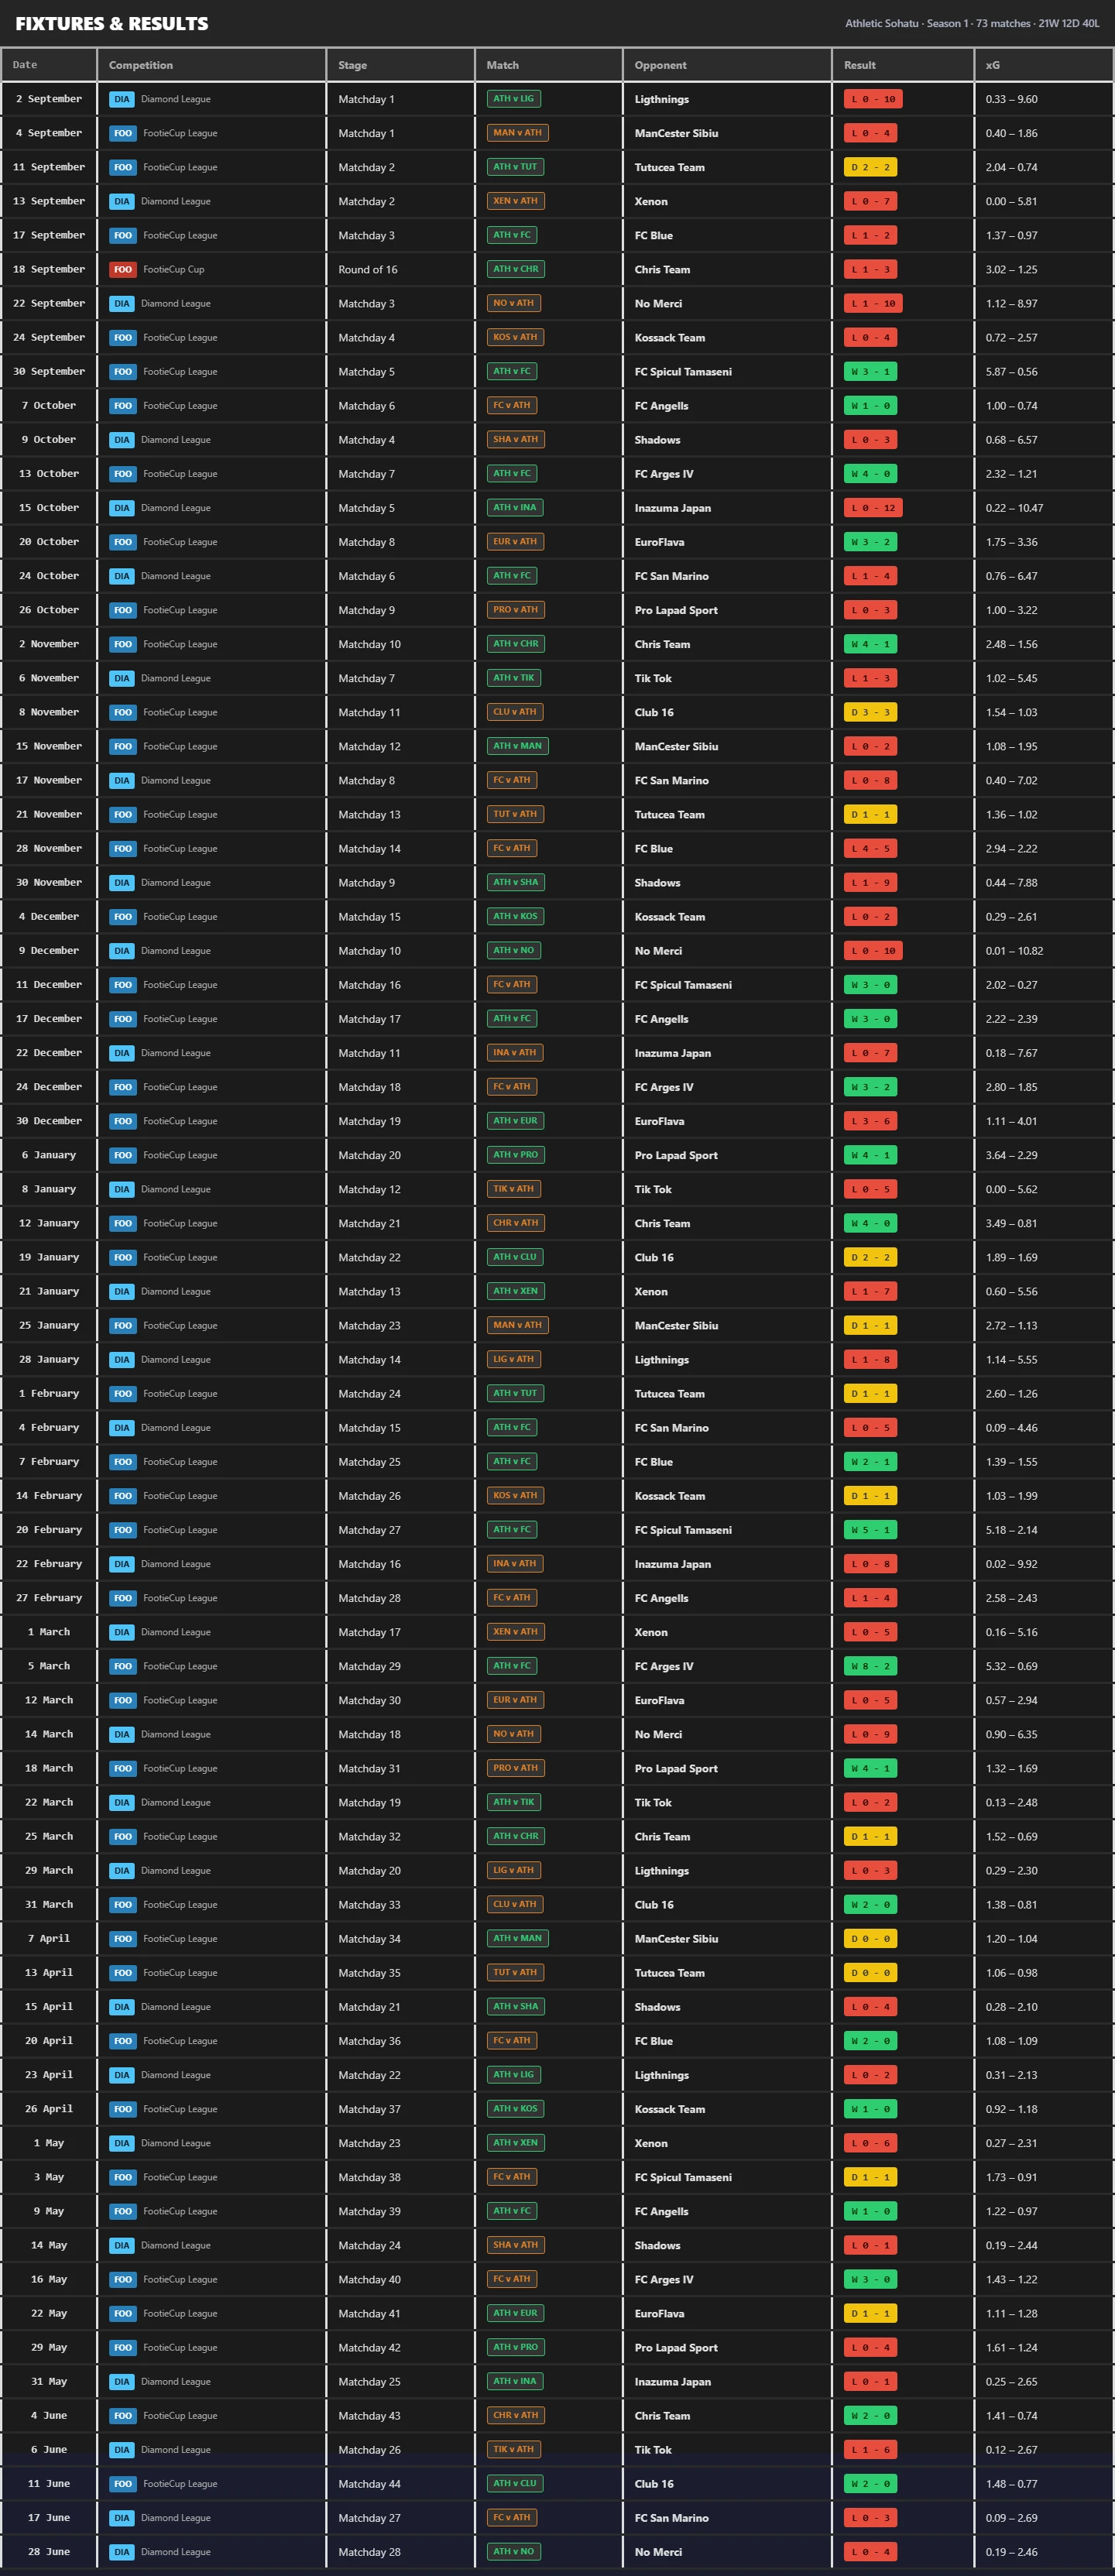 FIXTURES & RESULTS
Athletic Sohatu · Season 1 · 73 matches · 21W 12D 40L
Date Competition Stage Match Opponent Result xG
2 September DIA Diamond League Matchday 1 ATH v LIG Ligthnings L 0 - 10 0.33 – 9.60
4 September FOO FootieCup League Matchday 1 MAN v ATH ManCester Sibiu L 0 - 4 0.40 – 1.86
11 September FOO FootieCup League Matchday 2 ATH v TUT Tutucea Team D 2 - 2 2.04 – 0.74
13 September DIA Diamond League Matchday 2 XEN v ATH Xenon L 0 - 7 0.00 – 5.81
17 September FOO FootieCup League Matchday 3 ATH v FC FC Blue L 1 - 2 1.37 – 0.97
18 September FOO FootieCup Cup Round of 16 ATH v CHR Chris Team L 1 - 3 3.02 – 1.25
22 September DIA Diamond League Matchday 3 NO v ATH No Merci L 1 - 10 1.12 – 8.97
24 September FOO FootieCup League Matchday 4 KOS v ATH Kossack Team L 0 - 4 0.72 – 2.57
30 September FOO FootieCup League Matchday 5 ATH v FC FC Spicul Tamaseni W 3 - 1 5.87 – 0.56
7 October FOO FootieCup League Matchday 6 FC v ATH FC Angells W 1 - 0 1.00 – 0.74
9 October DIA Diamond League Matchday 4 SHA v ATH Shadows L 0 - 3 0.68 – 6.57
13 October FOO FootieCup League Matchday 7 ATH v FC FC Arges IV W 4 - 0 2.32 – 1.21
15 October DIA Diamond League Matchday 5 ATH v INA Inazuma Japan L 0 - 12 0.22 – 10.47
20 October FOO FootieCup League Matchday 8 EUR v ATH EuroFlava W 3 - 2 1.75 – 3.36
24 October DIA Diamond League Matchday 6 ATH v FC FC San Marino L 1 - 4 0.76 – 6.47
26 October FOO FootieCup League Matchday 9 PRO v ATH Pro Lapad Sport L 0 - 3 1.00 – 3.22
2 November FOO FootieCup League Matchday 10 ATH v CHR Chris Team W 4 - 1 2.48 – 1.56
6 November DIA Diamond League Matchday 7 ATH v TIK Tik Tok L 1 - 3 1.02 – 5.45
8 November FOO FootieCup League Matchday 11 CLU v ATH Club 16 D 3 - 3 1.54 – 1.03
15 November FOO FootieCup League Matchday 12 ATH v MAN ManCester Sibiu L 0 - 2 1.08 – 1.95
17 November DIA Diamond League Matchday 8 FC v ATH FC San Marino L 0 - 8 0.40 – 7.02
21 November FOO FootieCup League Matchday 13 TUT v ATH Tutucea Team D 1 - 1 1.36 – 1.02
28 November FOO FootieCup League Matchday 14 FC v ATH FC Blue L 4 - 5 2.94 – 2.22
30 November DIA Diamond League Matchday 9 ATH v SHA Shadows L 1 - 9 0.44 – 7.88
4 December FOO FootieCup League Matchday 15 ATH v KOS Kossack Team L 0 - 2 0.29 – 2.61
9 December DIA Diamond League Matchday 10 ATH v NO No Merci L 0 - 10 0.01 – 10.82
11 December FOO FootieCup League Matchday 16 FC v ATH FC Spicul Tamaseni W 3 - 0 2.02 – 0.27
17 December FOO FootieCup League Matchday 17 ATH v FC FC Angells W 3 - 0 2.22 – 2.39
22 December DIA Diamond League Matchday 11 INA v ATH Inazuma Japan L 0 - 7 0.18 – 7.67
24 December FOO FootieCup League Matchday 18 FC v ATH FC Arges IV W 3 - 2 2.80 – 1.85
30 December FOO FootieCup League Matchday 19 ATH v EUR EuroFlava L 3 - 6 1.11 – 4.01
6 January FOO FootieCup League Matchday 20 ATH v PRO Pro Lapad Sport W 4 - 1 3.64 – 2.29
8 January DIA Diamond League Matchday 12 TIK v ATH Tik Tok L 0 - 5 0.00 – 5.62
12 January FOO FootieCup League Matchday 21 CHR v ATH Chris Team W 4 - 0 3.49 – 0.81
19 January FOO FootieCup League Matchday 22 ATH v CLU Club 16 D 2 - 2 1.89 – 1.69
21 January DIA Diamond League Matchday 13 ATH v XEN Xenon L 1 - 7 0.60 – 5.56
25 January FOO FootieCup League Matchday 23 MAN v ATH ManCester Sibiu D 1 - 1 2.72 – 1.13
28 January DIA Diamond League Matchday 14 LIG v ATH Ligthnings L 1 - 8 1.14 – 5.55
1 February FOO FootieCup League Matchday 24 ATH v TUT Tutucea Team D 1 - 1 2.60 – 1.26
4 February DIA Diamond League Matchday 15 ATH v FC FC San Marino L 0 - 5 0.09 – 4.46
7 February FOO FootieCup League Matchday 25 ATH v FC FC Blue W 2 - 1 1.39 – 1.55
14 February FOO FootieCup League Matchday 26 KOS v ATH Kossack Team D 1 - 1 1.03 – 1.99
20 February FOO FootieCup League Matchday 27 ATH v FC FC Spicul Tamaseni W 5 - 1 5.18 – 2.14
22 February DIA Diamond League Matchday 16 INA v ATH Inazuma Japan L 0 - 8 0.02 – 9.92
27 February FOO FootieCup League Matchday 28 FC v ATH FC Angells L 1 - 4 2.58 – 2.43
1 March DIA Diamond League Matchday 17 XEN v ATH Xenon L 0 - 5 0.16 – 5.16
5 March FOO FootieCup League Matchday 29 ATH v FC FC Arges IV W 8 - 2 5.32 – 0.69
12 March FOO FootieCup League Matchday 30 EUR v ATH EuroFlava L 0 - 5 0.57 – 2.94
14 March DIA Diamond League Matchday 18 NO v ATH No Merci L 0 - 9 0.90 – 6.35
18 March FOO FootieCup League Matchday 31 PRO v ATH Pro Lapad Sport W 4 - 1 1.32 – 1.69
22 March DIA Diamond League Matchday 19 ATH v TIK Tik Tok L 0 - 2 0.13 – 2.48
25 March FOO FootieCup League Matchday 32 ATH v CHR Chris Team D 1 - 1 1.52 – 0.69
29 March DIA Diamond League Matchday 20 LIG v ATH Ligthnings L 0 - 3 0.29 – 2.30
31 March FOO FootieCup League Matchday 33 CLU v ATH Club 16 W 2 - 0 1.38 – 0.81
7 April FOO FootieCup League Matchday 34 ATH v MAN ManCester Sibiu D 0 - 0 1.20 – 1.04
13 April FOO FootieCup League Matchday 35 TUT v ATH Tutucea Team D 0 - 0 1.06 – 0.98
15 April DIA Diamond League Matchday 21 ATH v SHA Shadows L 0 - 4 0.28 – 2.10
20 April FOO FootieCup League Matchday 36 FC v ATH FC Blue W 2 - 0 1.08 – 1.09
23 April DIA Diamond League Matchday 22 ATH v LIG Ligthnings L 0 - 2 0.31 – 2.13
26 April FOO FootieCup League Matchday 37 ATH v KOS Kossack Team W 1 - 0 0.92 – 1.18
1 May DIA Diamond League Matchday 23 ATH v XEN Xenon L 0 - 6 0.27 – 2.31
3 May FOO FootieCup League Matchday 38 FC v ATH FC Spicul Tamaseni D 1 - 1 1.73 – 0.91
9 May FOO FootieCup League Matchday 39 ATH v FC FC Angells W 1 - 0 1.22 – 0.97
14 May DIA Diamond League Matchday 24 SHA v ATH Shadows L 0 - 1 0.19 – 2.44
16 May FOO FootieCup League Matchday 40 FC v ATH FC Arges IV W 3 - 0 1.43 – 1.22
22 May FOO FootieCup League Matchday 41 ATH v EUR EuroFlava D 1 - 1 1.11 – 1.28
29 May FOO FootieCup League Matchday 42 ATH v PRO Pro Lapad Sport L 0 - 4 1.61 – 1.24
31 May DIA Diamond League Matchday 25 ATH v INA Inazuma Japan L 0 - 1 0.25 – 2.65
4 June FOO FootieCup League Matchday 43 CHR v ATH Chris Team W 2 - 0 1.41 – 0.74
6 June DIA Diamond League Matchday 26 TIK v ATH Tik Tok L 1 - 6 0.12 – 2.67
11 June FOO FootieCup League Matchday 44 ATH v CLU Club 16 W 2 - 0 1.48 – 0.77
17 June DIA Diamond League Matchday 27 FC v ATH FC San Marino L 0 - 3 0.09 – 2.69
28 June DIA Diamond League Matchday 28 ATH v NO No Merci L 0 - 4 0.19 – 2.46